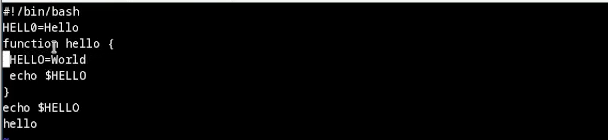 #!/bin/bash
HELLO=Hello
function hello {
 HELLO=World
 echo $HELLO
}
echo $HELLO
hello